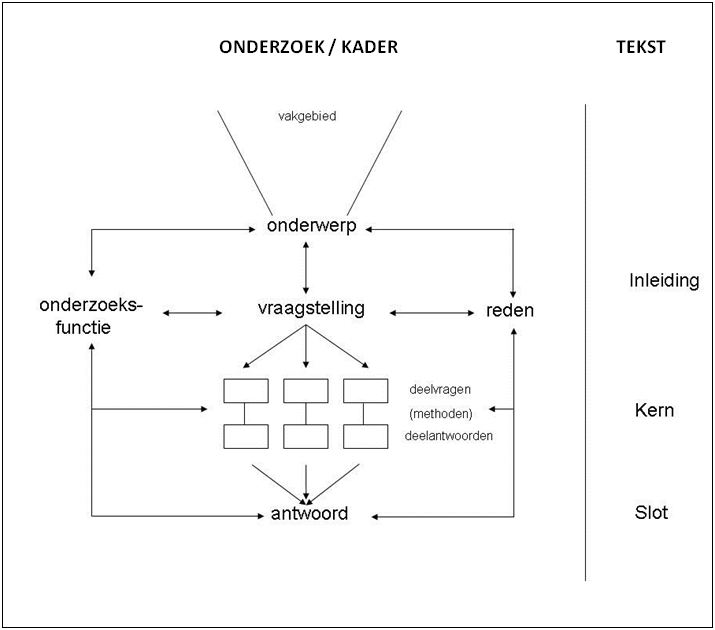 ONDERZOEK / KADER
TEKST
vakgebied
onderwerp
Inleiding
onderzoeks-
functie
vraagstelling
reden
deelvragen
(methoden)
deelantwoorden
Kern
antwoord
Slot